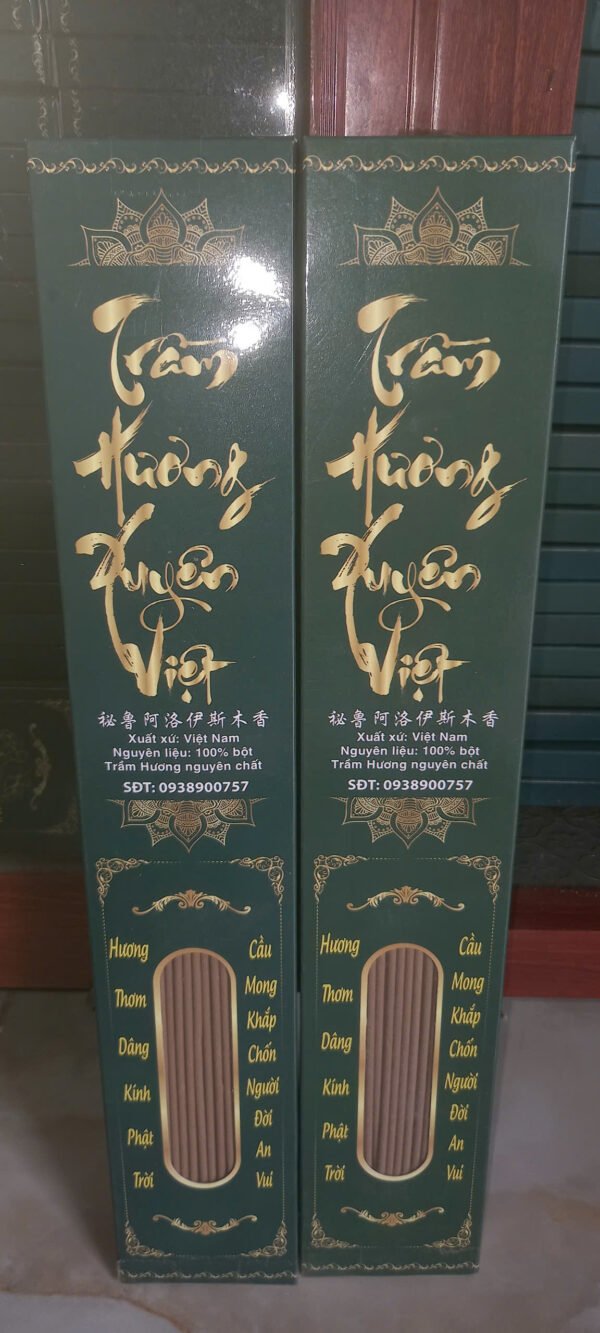 Trầm
Hương
Xuyên
Việt
秘鲁阿洛伊斯木香
Xuất xứ: Việt Nam
Nguyên liệu: 100% bột
Trầm Hương nguyên chất
SĐT: 0938900757
Hương
Thơm
Dâng
Kính
Phật
Trời
Cầu
Mong
Khắp
Chốn
Người
Đời
An
Vui
Trầm
Hương
Xuyên
Việt
秘鲁阿洛伊斯木香
Xuất xứ: Việt Nam
Nguyên liệu: 100% bột
Trầm Hương nguyên chất
SĐT: 0938900757
Hương
Thơm
Dâng
Kính
Phật
Trời
Cầu
Mong
Khắp
Chốn
Người
Đời
An
Vui